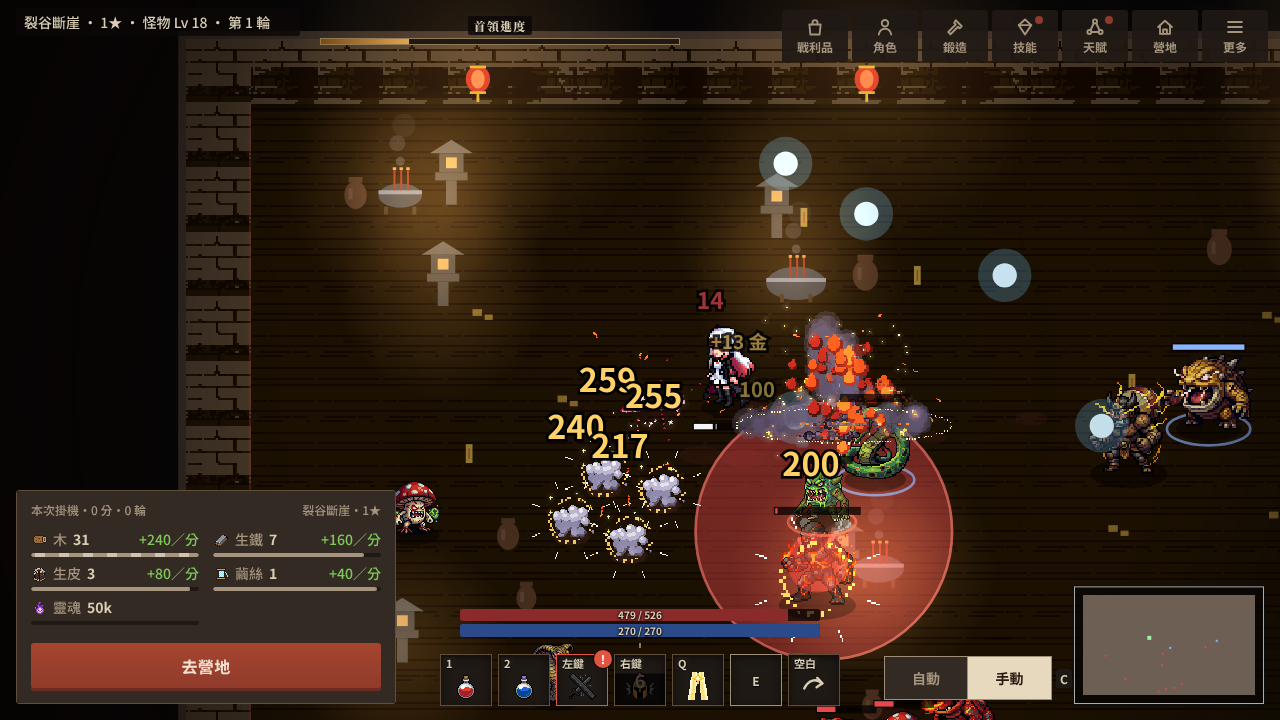 裂谷斷崖 · 1★ · 怪物 Lv 18 · 第 1 輪
首領進度
戰利品
角色
鍛造
技能
天賦
營地
更多
14
+13 金
100
259
255
240
217
200
本次掛機·0 分·0 輪
裂谷斷崖·1★
木 31 +240／分
生鐵 7 +160／分
生皮 3 +80／分
繭絲 1 +40／分
靈魂 50k
去營地
479 / 526
270 / 270
1
2
左鍵
!
右鍵
6
Q
E
空白
自動
手動
C